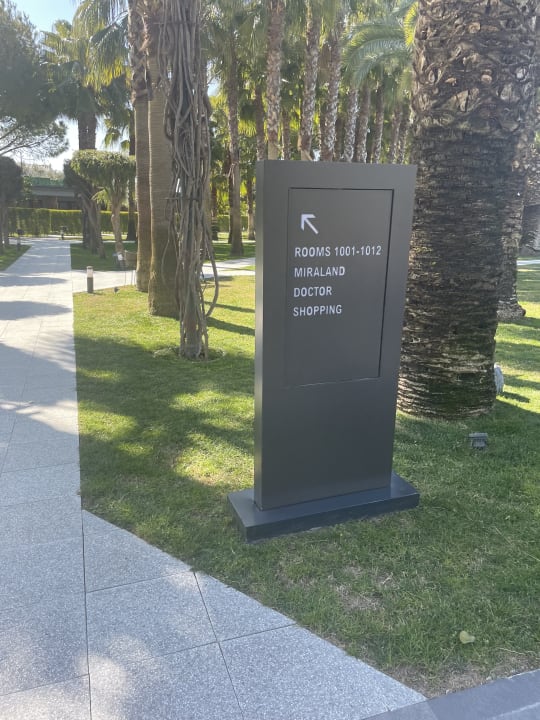 ROOMS 1001-1012
MIRALAND
DOCTOR
SHOPPING